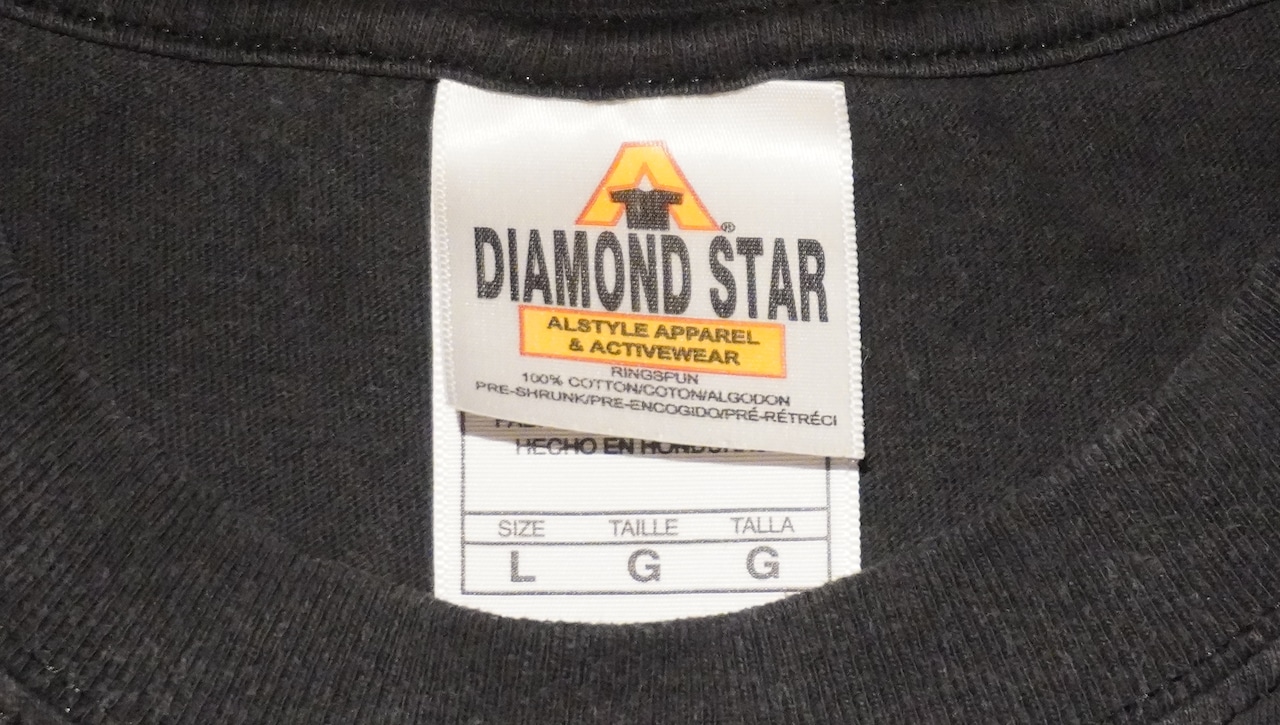 A
®
DIAMOND STAR
ALSTYLE APPAREL
& ACTIVEWEAR
RINGSPUN
100% COTTON/COTON/ALGODON
PRE-SHRUNK/PRE-ENCOGIDO/PRÉ-RÉTRÉCI
HECHO EN HONDURAS
SIZE TAILLE TALLA
L G G